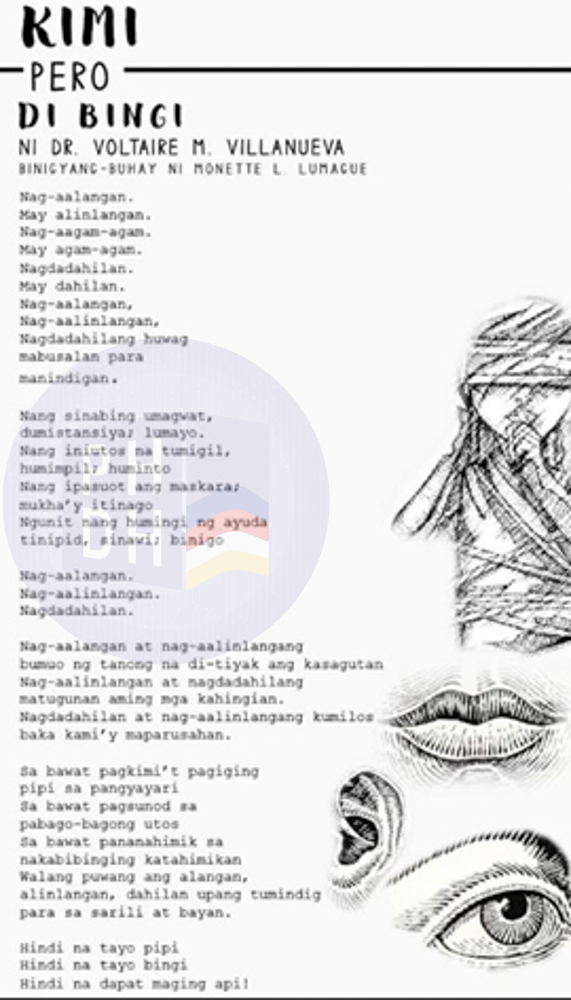 KIMI
PERO
DI BINGI
NI DR. VOLTAIRE M. VILLANUEVA
BINIGYANG-BUHAY NI MONETTE L. LUMAGUE
Nag-aalangan.
May alinlangan.
Nag-aagam-agam.
May agam-agam.
Nagdadahilan.
May dahilan.
Nag-aalangan,
Nag-aalinlangan,
Nagdadahilang huwag
mabusalan para
manindigan.
Nang sinabing umagwat,
dumistansiya; lumayo.
Nang iniutos na tumigil,
humimpil; huminto
Nang ipasuot ang maskara;
mukha'y itinago
Ngunit nang humingi ng ayuda
tinipid, sinawi; binigo
Nag-aalangan.
Nag-aalinlangan.
Nagdadahilan.
Nag-aalangan at nag-aalinlangang
bumuo ng tanong na di-tiyak ang kasagutan
Nag-aalinlangan at nagdadahilang
matugunan aming mga kahingian.
Nagdadahilan at nag-aalinlangang kumilos
baka kami'y maparusahan.
Sa bawat pagkimi't pagiging
pipi sa pangyayari
Sa bawat pagsunod sa
pabago-bagong utos
Sa bawat pananahimik sa
nakabibinging katahimikan
Walang puwang ang alangan,
alinlangan, dahilan upang tumindig
para sa sarili at bayan.
Hindi na tayo pipi
Hindi na tayo bingi
Hindi na dapat maging api!